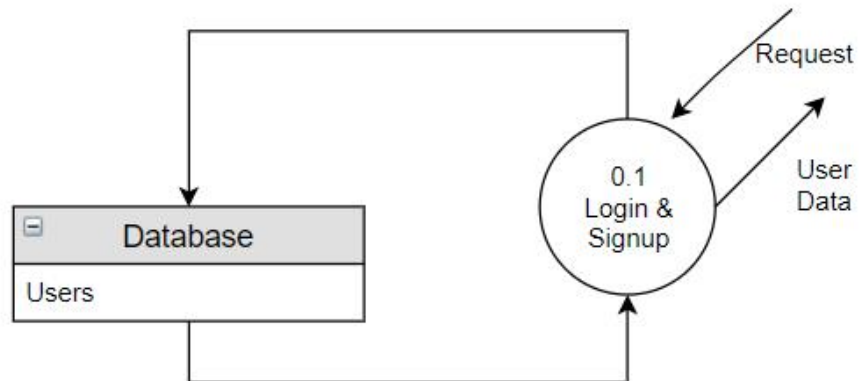 Request
0.1
Login &
Signup
User
Data
Database
Users